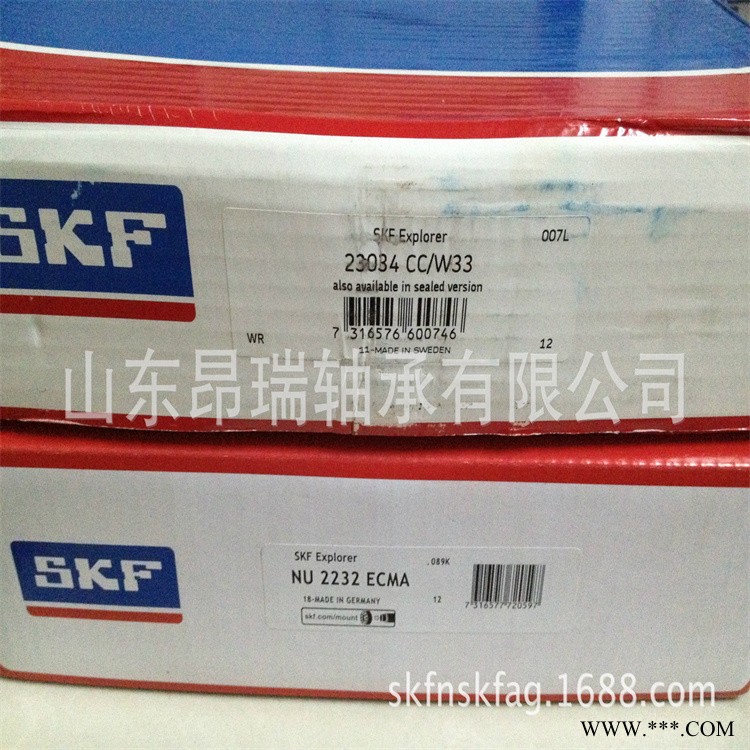 SKF
SKF Explorer
007L
23034 CC/W33
also available in sealed version
7 316576 600746
WR
11-MADE IN SWEDEN
12
山东昂瑞轴承有限公司
SKF
SKF Explorer
.089K
NU 2232 ECMA
18-MADE IN GERMANY
12
7 316577 720597
skf.com/mount
skfnskfag.1688.com
WWW.***.COM